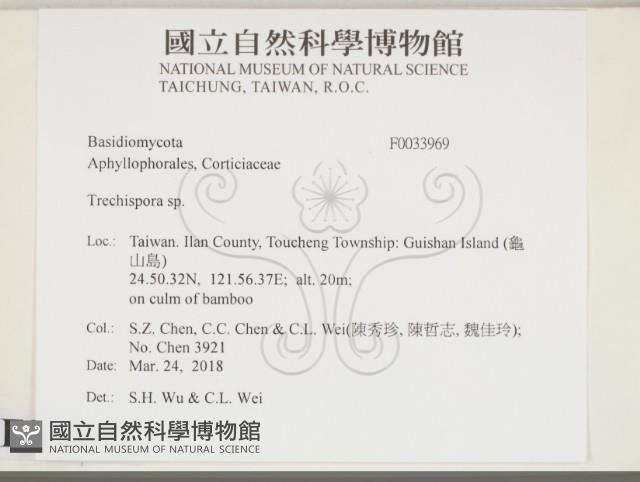 國立自然科學博物館
NATIONAL MUSEUM OF NATURAL SCIENCE
TAICHUNG, TAIWAN, R.O.C.
Basidiomycota F0033969
Aphyllophorales, Corticiaceae
Trechispora sp.
Loc.: Taiwan. Ilan County, Toucheng Township: Guishan Island (龜
山島)
24.50.32N, 121.56.37E; alt. 20m;
on culm of bamboo
Col.: S.Z. Chen, C.C. Chen & C.L. Wei(陳秀珍, 陳哲志, 魏佳玲);
No. Chen 3921
Date: Mar. 24, 2018
Det.: S.H. Wu & C.L. Wei
國立自然科學博物館
NATIONAL MUSEUM OF NATURAL SCIENCE